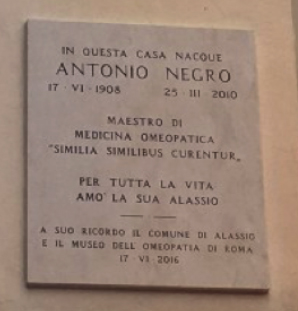 IN QUESTA CASA NACQUE
ANTONIO NEGRO
17 · VI · 1908 25 · III · 2010
MAESTRO DI
MEDICINA OMEOPATICA
"SIMILIA SIMILIBUS CURENTUR„
PER TUTTA LA VITA
AMO' LA SUA ALASSIO
A SUO RICORDO IL COMUNE DI ALASSIO
E IL MUSEO DELL'OMEOPATIA DI ROMA
17 · VI · 2016